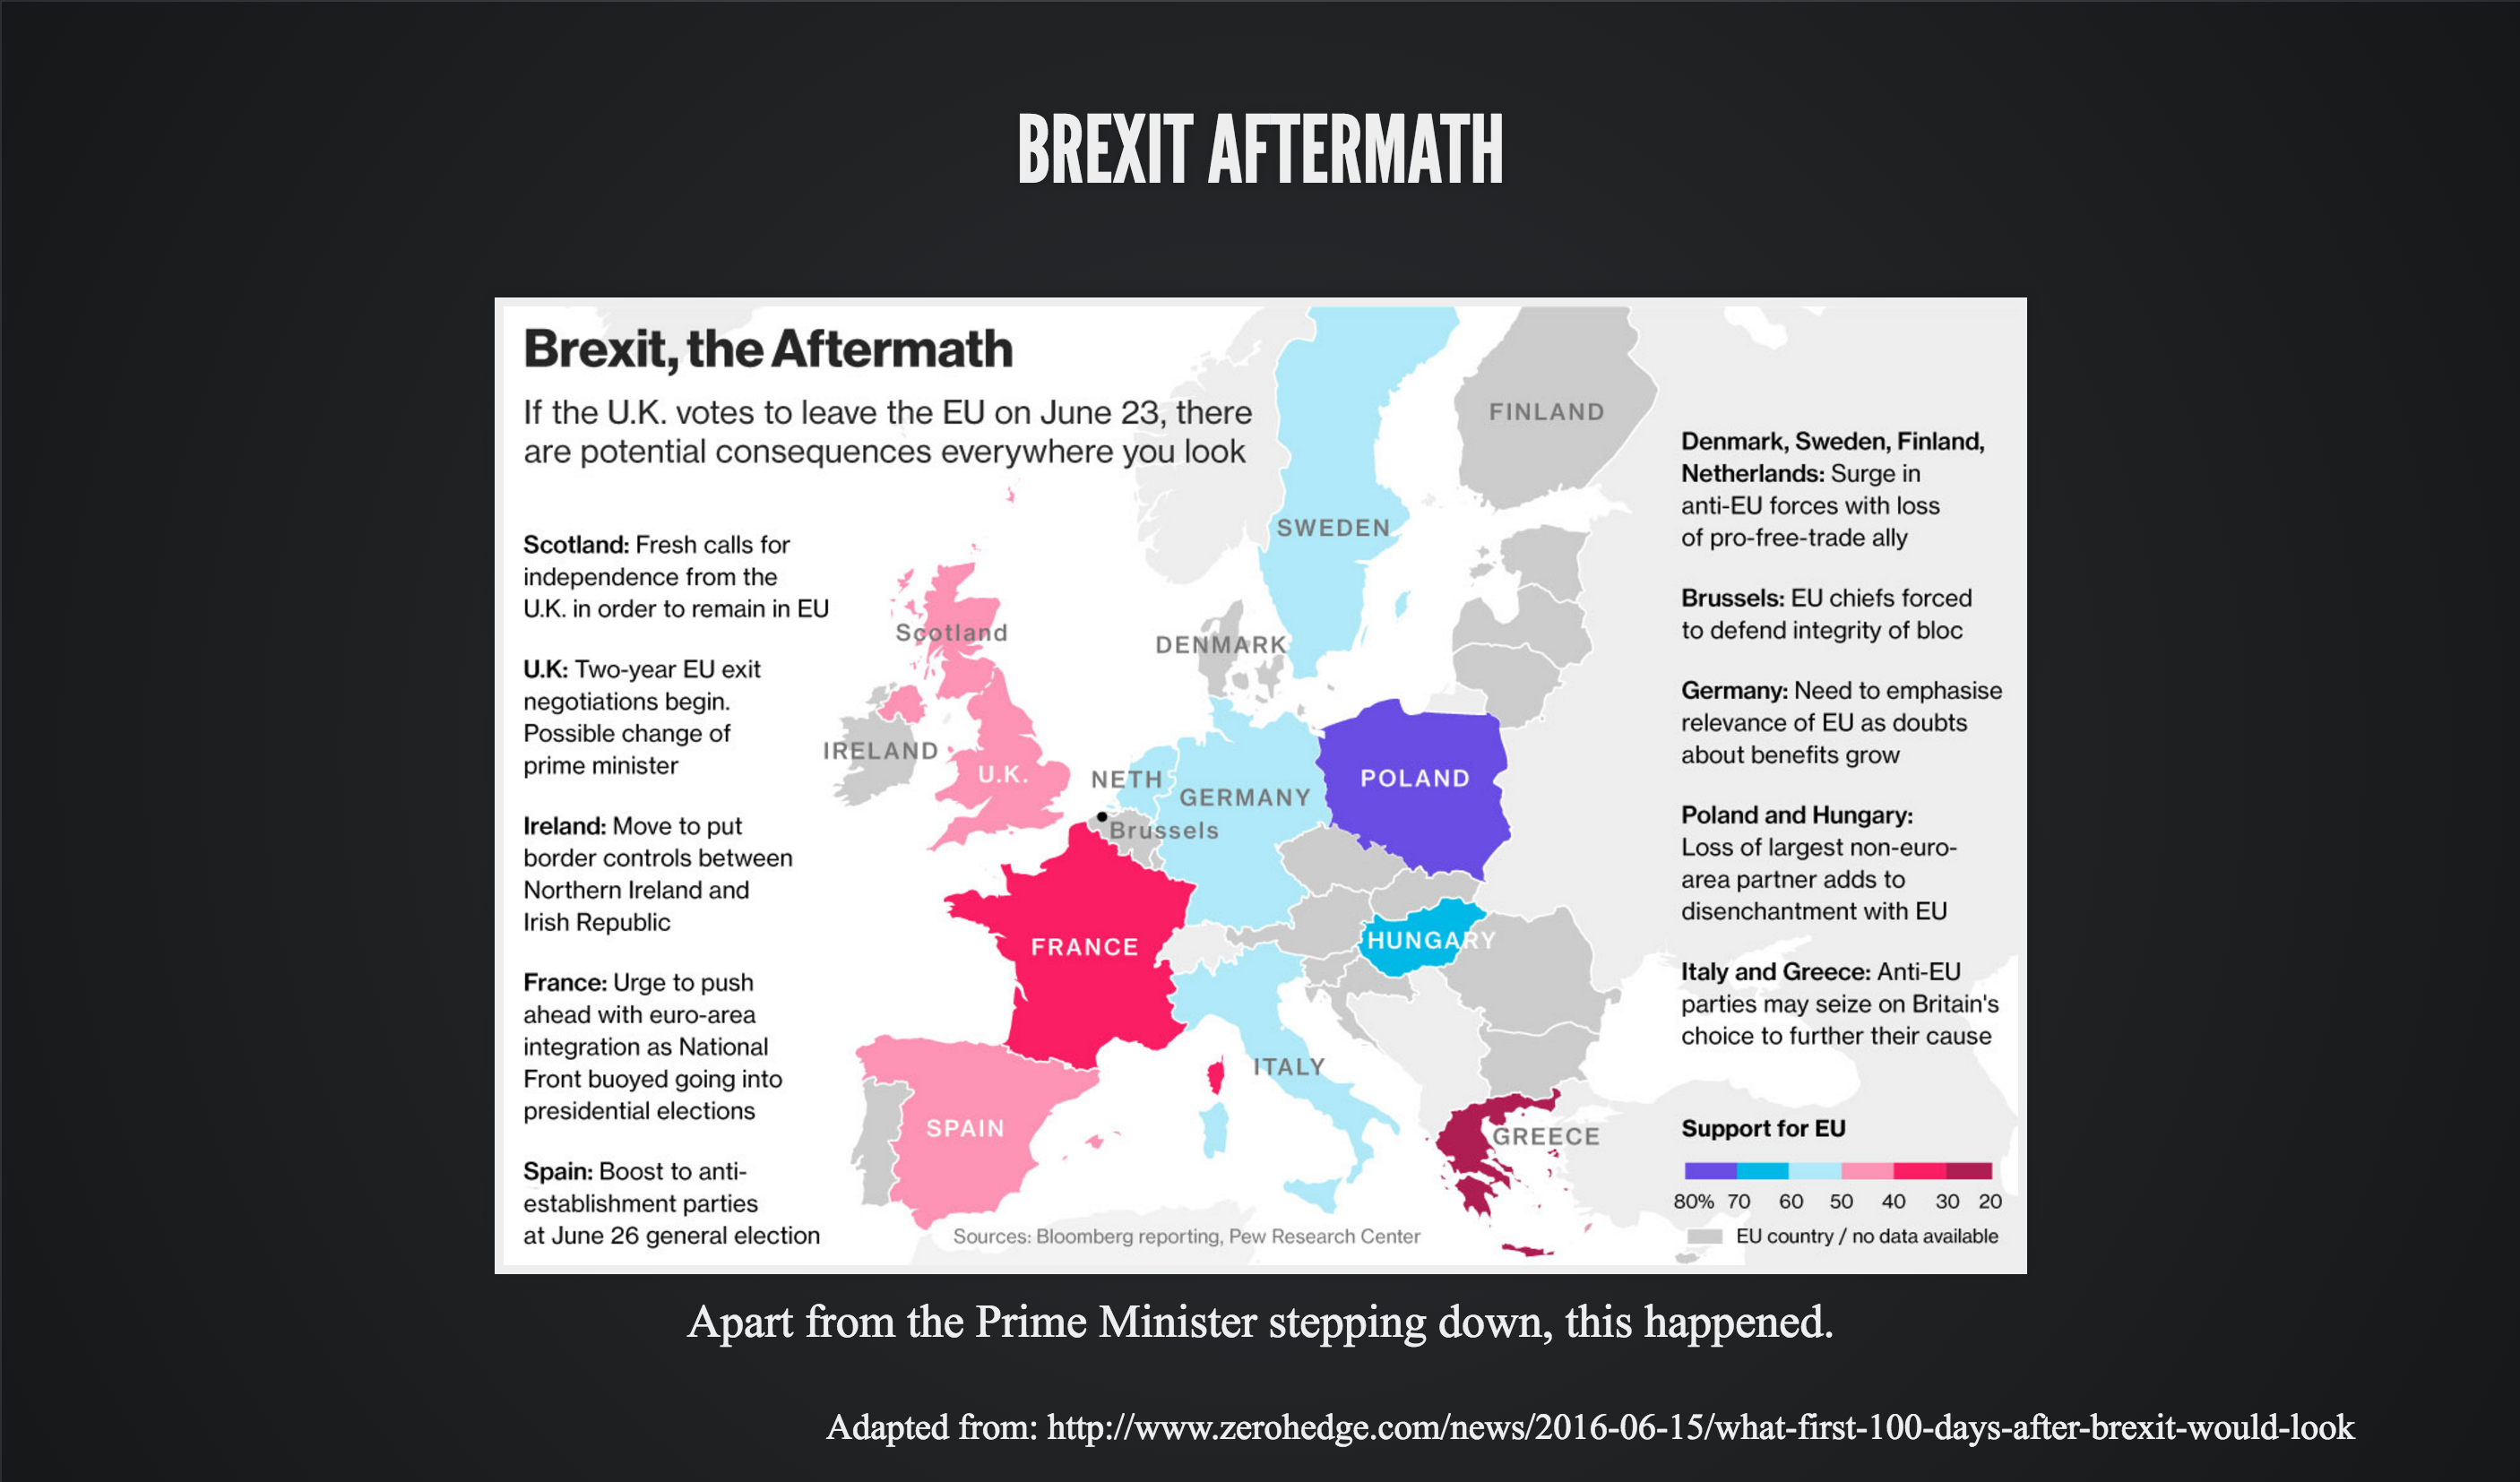 BREXIT AFTERMATH
Brexit, the Aftermath
If the U.K. votes to leave the EU on June 23, there
are potential consequences everywhere you look
Scotland: Fresh calls for
independence from the
U.K. in order to remain in EU
U.K: Two-year EU exit
negotiations begin.
Possible change of
prime minister
Ireland: Move to put
border controls between
Northern Ireland and
Irish Republic
France: Urge to push
ahead with euro-area
integration as National
Front buoyed going into
presidential elections
Spain: Boost to anti-
establishment parties
at June 26 general election
FINLAND
SWEDEN
Scotland
DENMARK
IRELAND
U.K.
NETH
GERMANY
POLAND
Brussels
FRANCE
HUNGARY
ITALY
SPAIN
GREECE
Sources: Bloomberg reporting, Pew Research Center
Denmark, Sweden, Finland,
Netherlands: Surge in
anti-EU forces with loss
of pro-free-trade ally
Brussels: EU chiefs forced
to defend integrity of bloc
Germany: Need to emphasise
relevance of EU as doubts
about benefits grow
Poland and Hungary:
Loss of largest non-euro-
area partner adds to
disenchantment with EU
Italy and Greece: Anti-EU
parties may seize on Britain's
choice to further their cause
Support for EU
80% 70 60 50 40 30 20
EU country / no data available
Apart from the Prime Minister stepping down, this happened.
Adapted from: http://www.zerohedge.com/news/2016-06-15/what-first-100-days-after-brexit-would-look